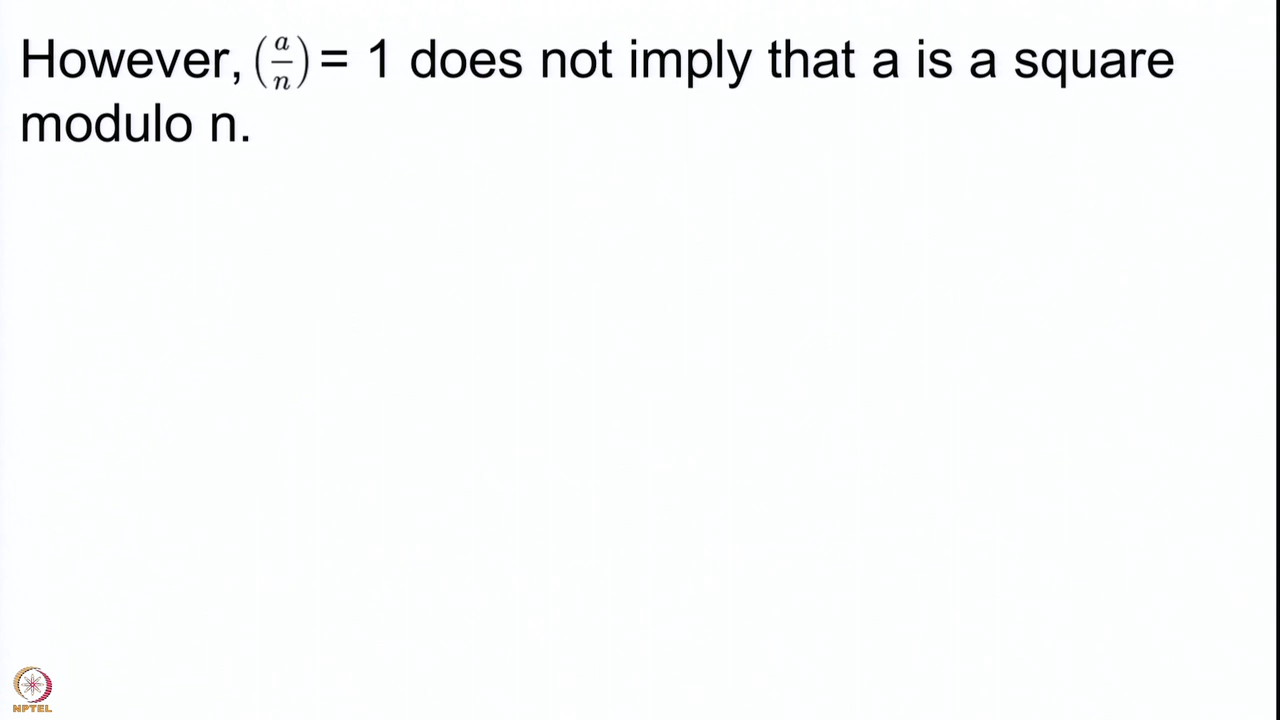 However, (a/n) = 1 does not imply that a is a square
modulo n.
NPTEL